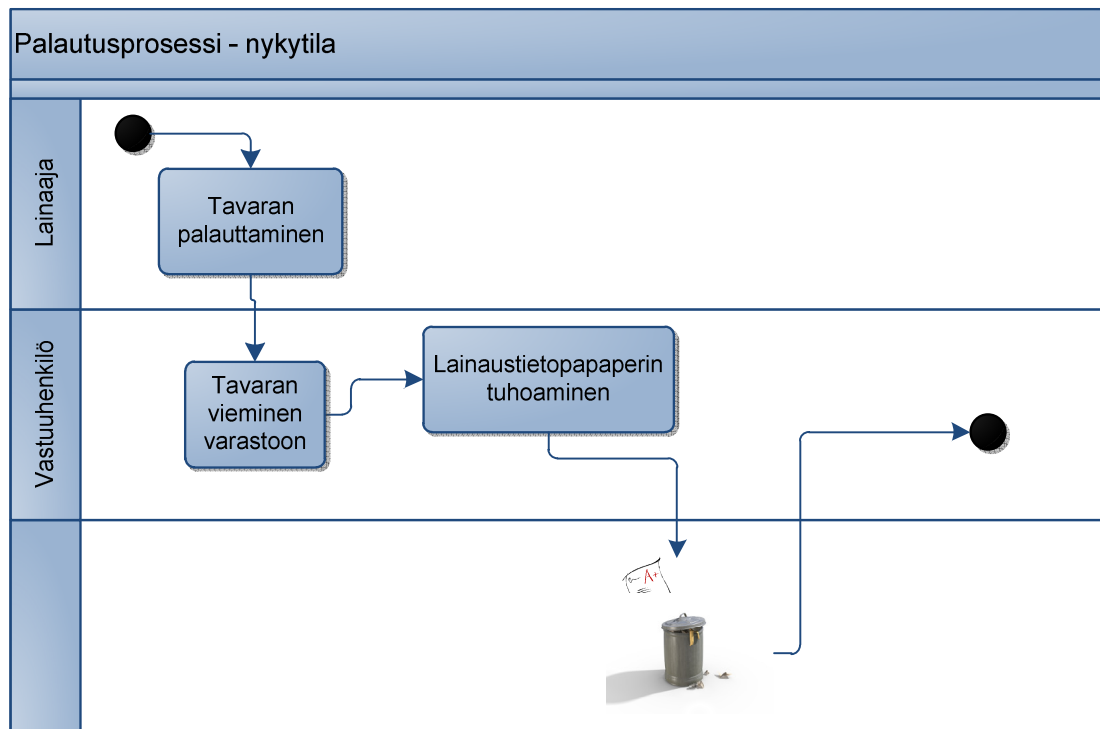 Palautusprosessi - nykytila
Lainaaja
Tavaran
palauttaminen
Vastuuhenkilö
Tavaran
vieminen
varastoon
Lainaustietopapaperin
tuhoaminen
A+